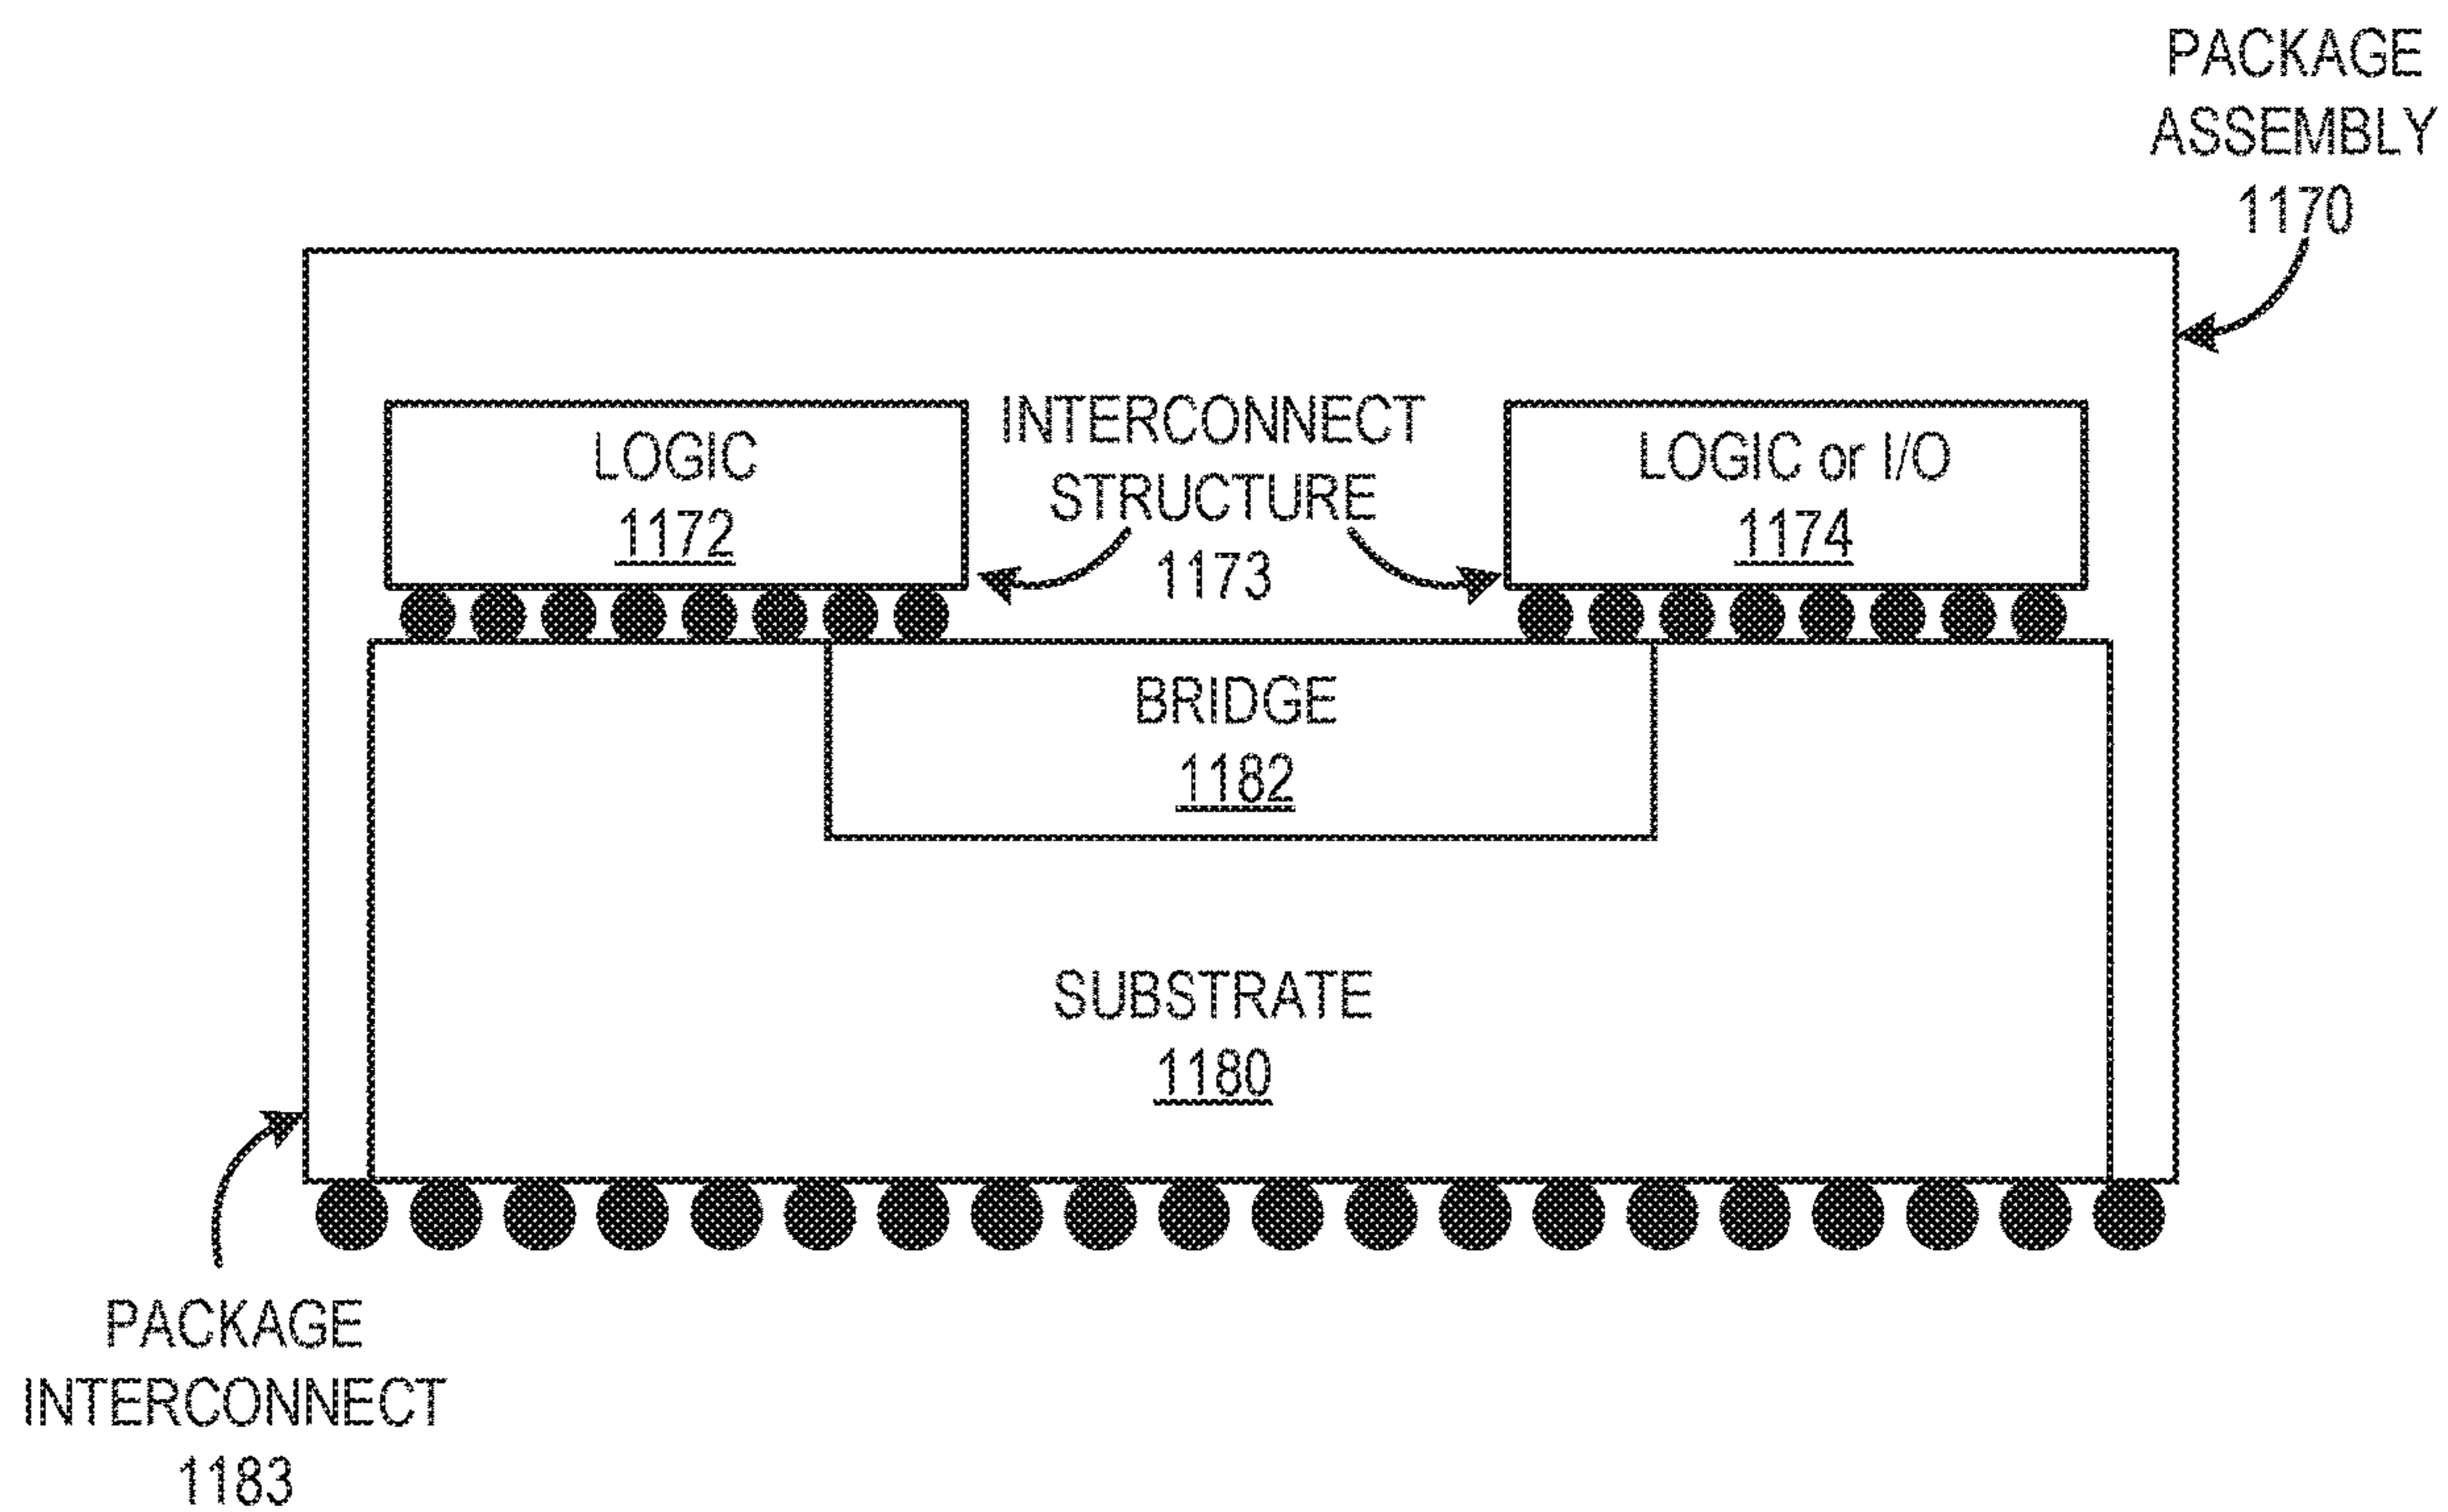 PACKAGE
ASSEMBLY
1170
LOGIC
1172
INTERCONNECT
STRUCTURE
1173
LOGIC or I/O
1174
BRIDGE
1182
SUBSTRATE
1180
PACKAGE
INTERCONNECT
1183